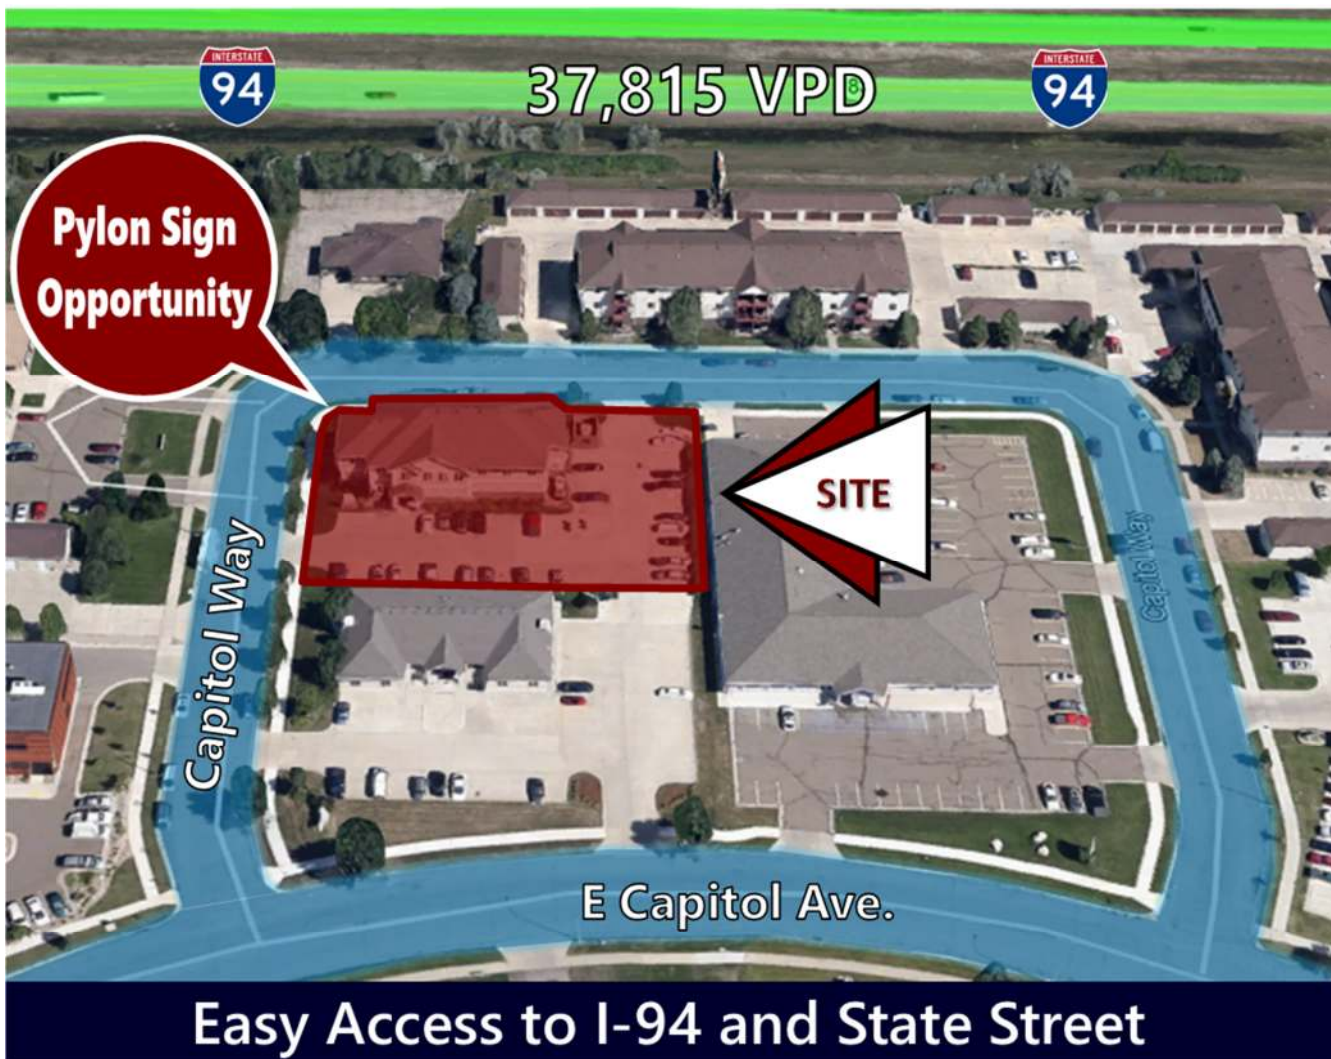 INTERSTATE
94
37,815 VPD
INTERSTATE
94
Pylon Sign
Opportunity
SITE
Capitol Way
Capitol Way
E Capitol Ave.
Easy Access to I-94 and State Street